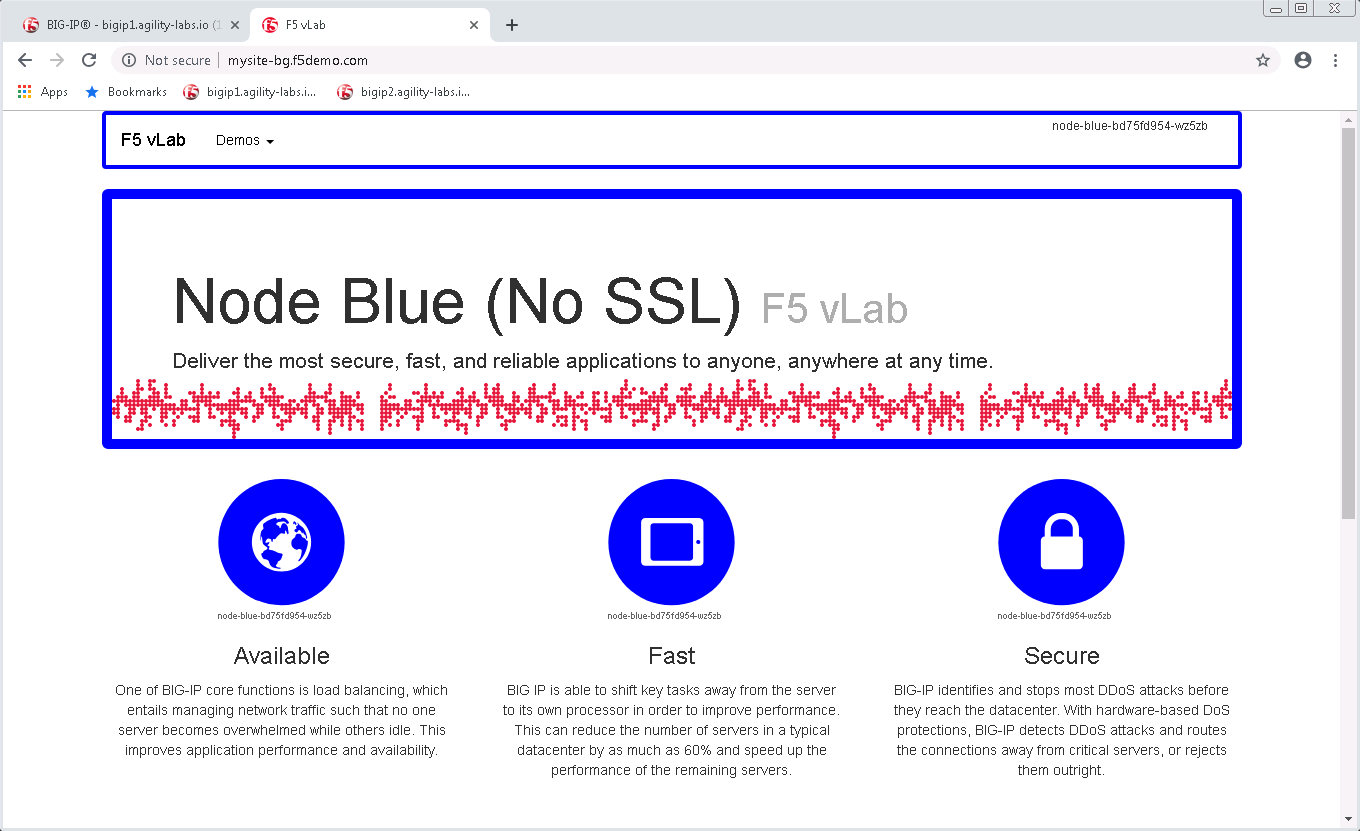 BIG-IP® - bigip1.agility-labs.io (1
F5 vLab
Not secure
mysite-bg.f5demo.com
Apps
Bookmarks
bigip1.agility-labs.i...
bigip2.agility-labs.i...
F5 vLab
Demos
node-blue-bd75fd954-wz5zb
Node Blue (No SSL) F5 vLab
Deliver the most secure, fast, and reliable applications to anyone, anywhere at any time.
node-blue-bd75fd954-wz5zb
Available
One of BIG-IP core functions is load balancing, which
entails managing network traffic such that no one
server becomes overwhelmed while others idle. This
improves application performance and availability.
node-blue-bd75fd954-wz5zb
Fast
BIG IP is able to shift key tasks away from the server
to its own processor in order to improve performance.
This can reduce the number of servers in a typical
datacenter by as much as 60% and speed up the
performance of the remaining servers.
node-blue-bd75fd954-wz5zb
Secure
BIG-IP identifies and stops most DDoS attacks before
they reach the datacenter. With hardware-based DoS
protections, BIG-IP detects DDoS attacks and routes
the connections away from critical servers, or rejects
them outright.